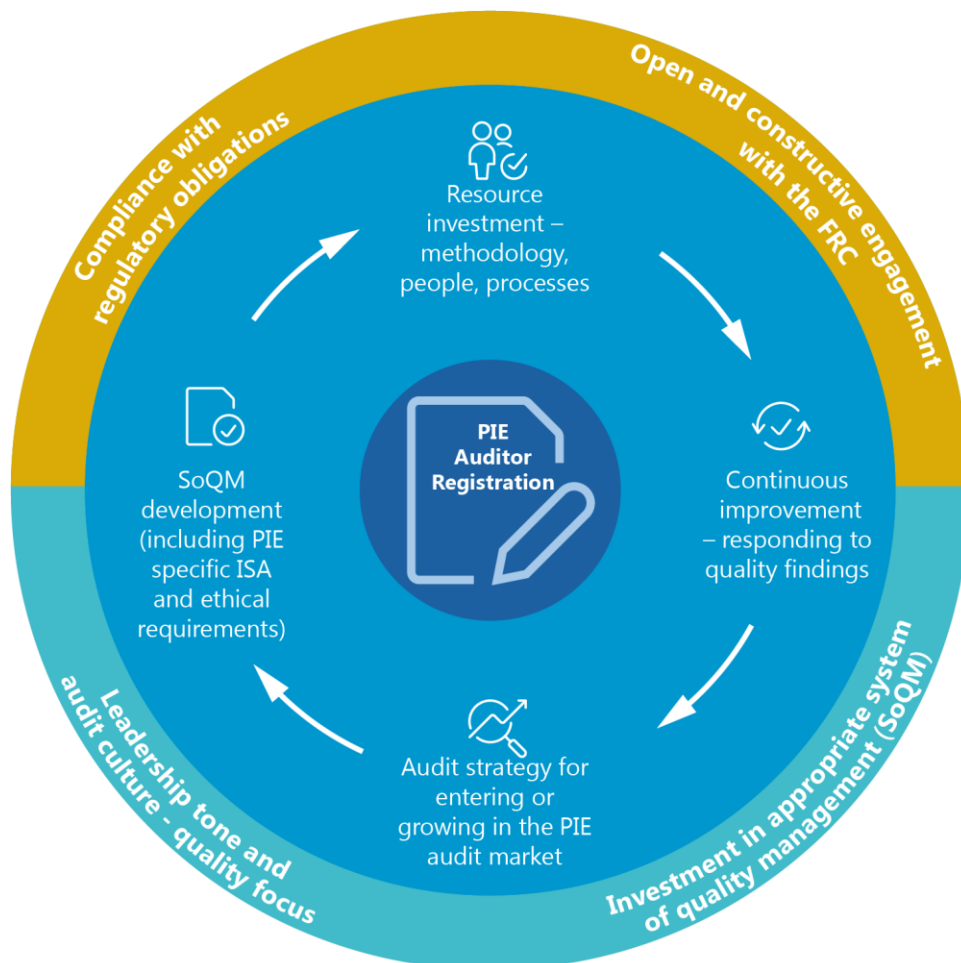 Compliance with
regulatory obligations
Open and constructive engagement
with the FRC
Resource
investment –
methodology,
people, processes
PIE
Auditor
Registration
SoQM
development
(including PIE
specific ISA
and ethical
requirements)
Continuous
improvement
– responding to
quality findings
Audit strategy for
entering or
growing in the PIE
audit market
Leadership tone and
audit culture - quality focus
Investment in appropriate system
of quality management (SoQM)